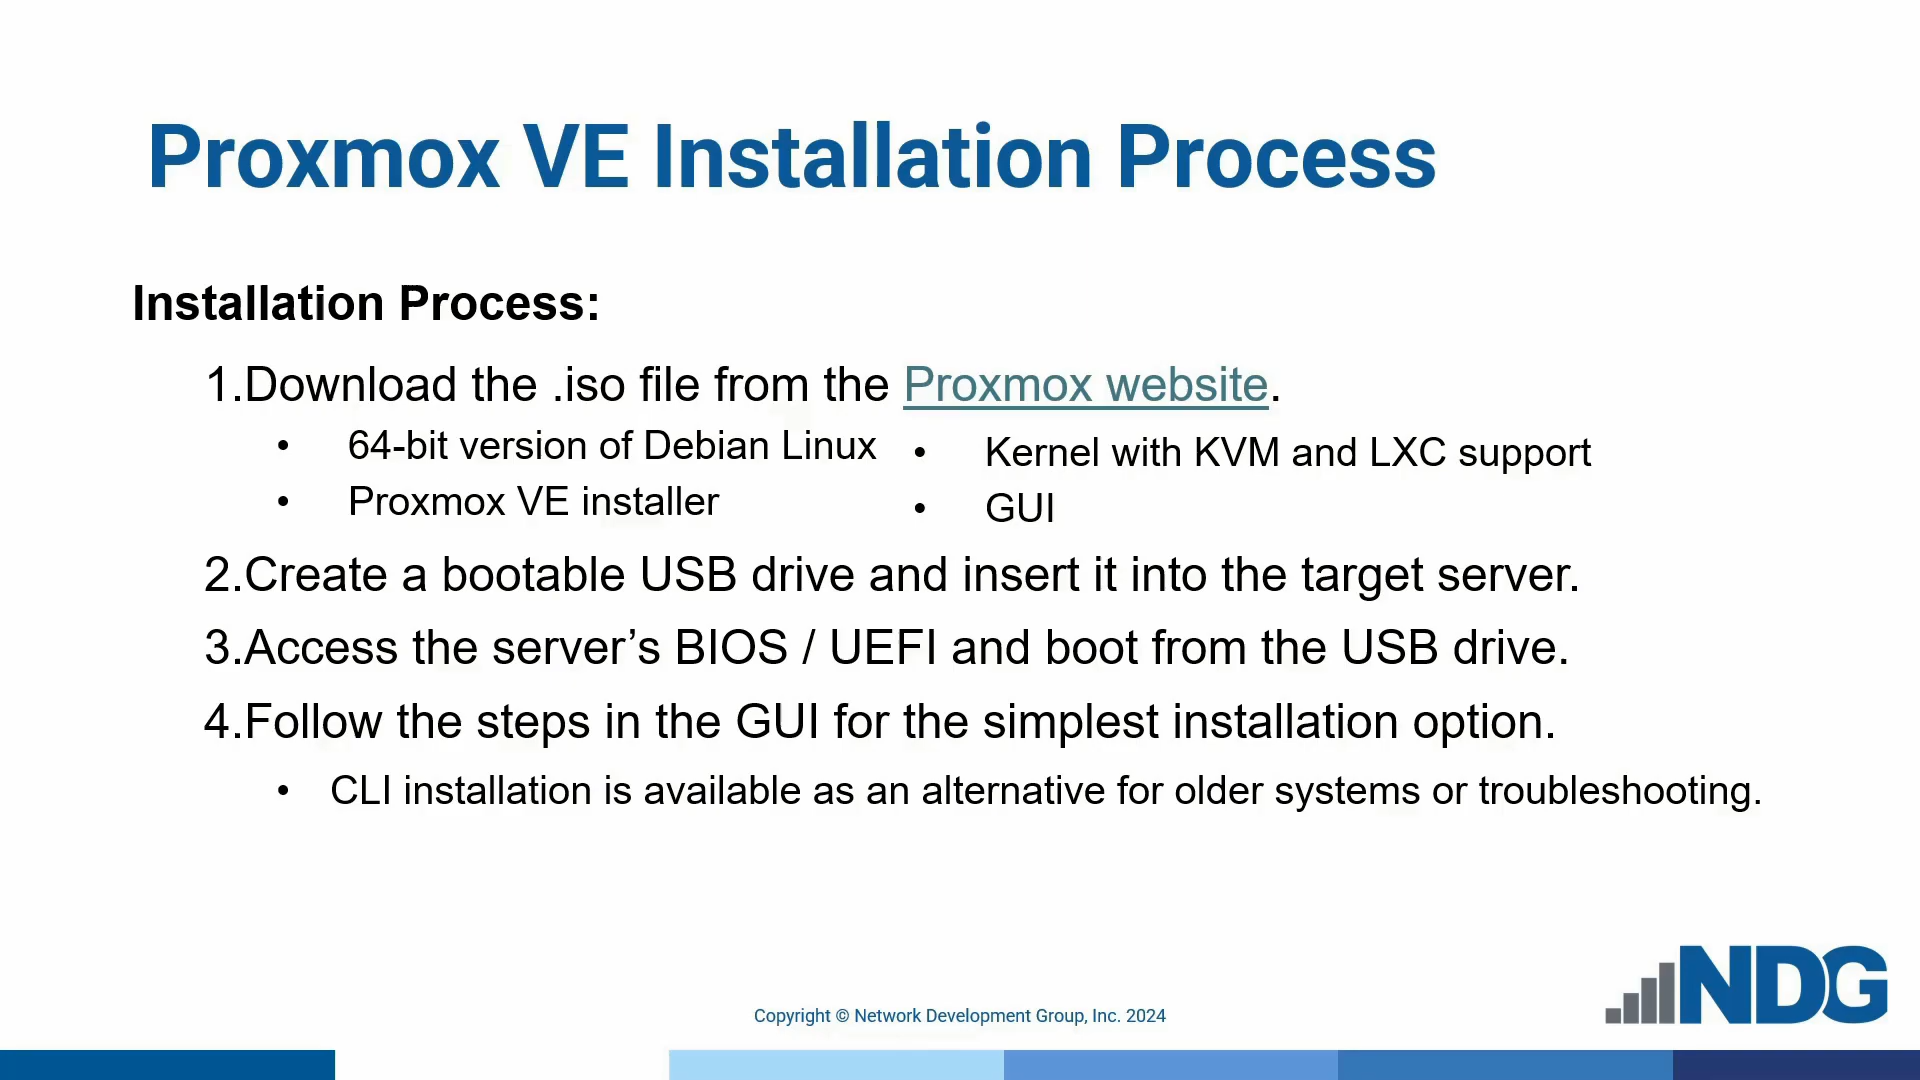 Proxmox VE Installation Process
Installation Process:
1.Download the .iso file from the Proxmox website.
• 64-bit version of Debian Linux
• Proxmox VE installer
• Kernel with KVM and LXC support
• GUI
2.Create a bootable USB drive and insert it into the target server.
3.Access the server’s BIOS / UEFI and boot from the USB drive.
4.Follow the steps in the GUI for the simplest installation option.
• CLI installation is available as an alternative for older systems or troubleshooting.
NDG
Copyright © Network Development Group, Inc. 2024